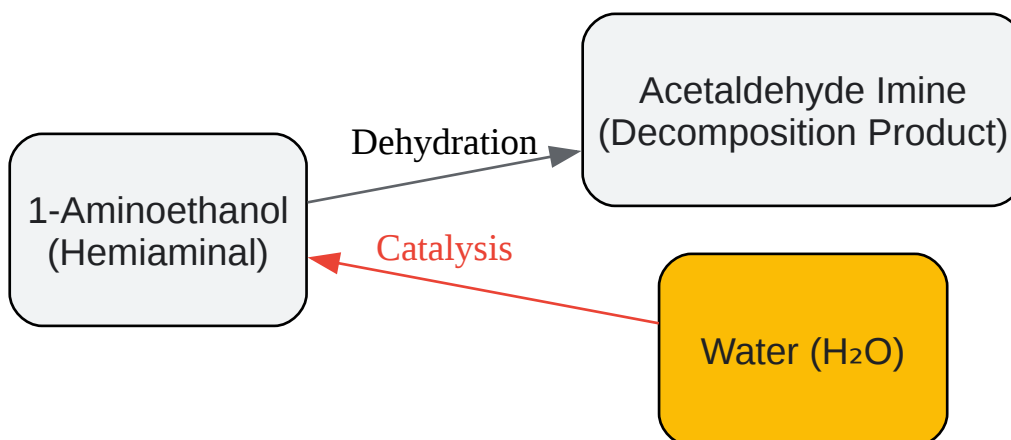 Acetaldehyde Imine
(Decomposition Product)
Dehydration
1-Aminoethanol
(Hemiaminal)
Catalysis
Water (H₂O)